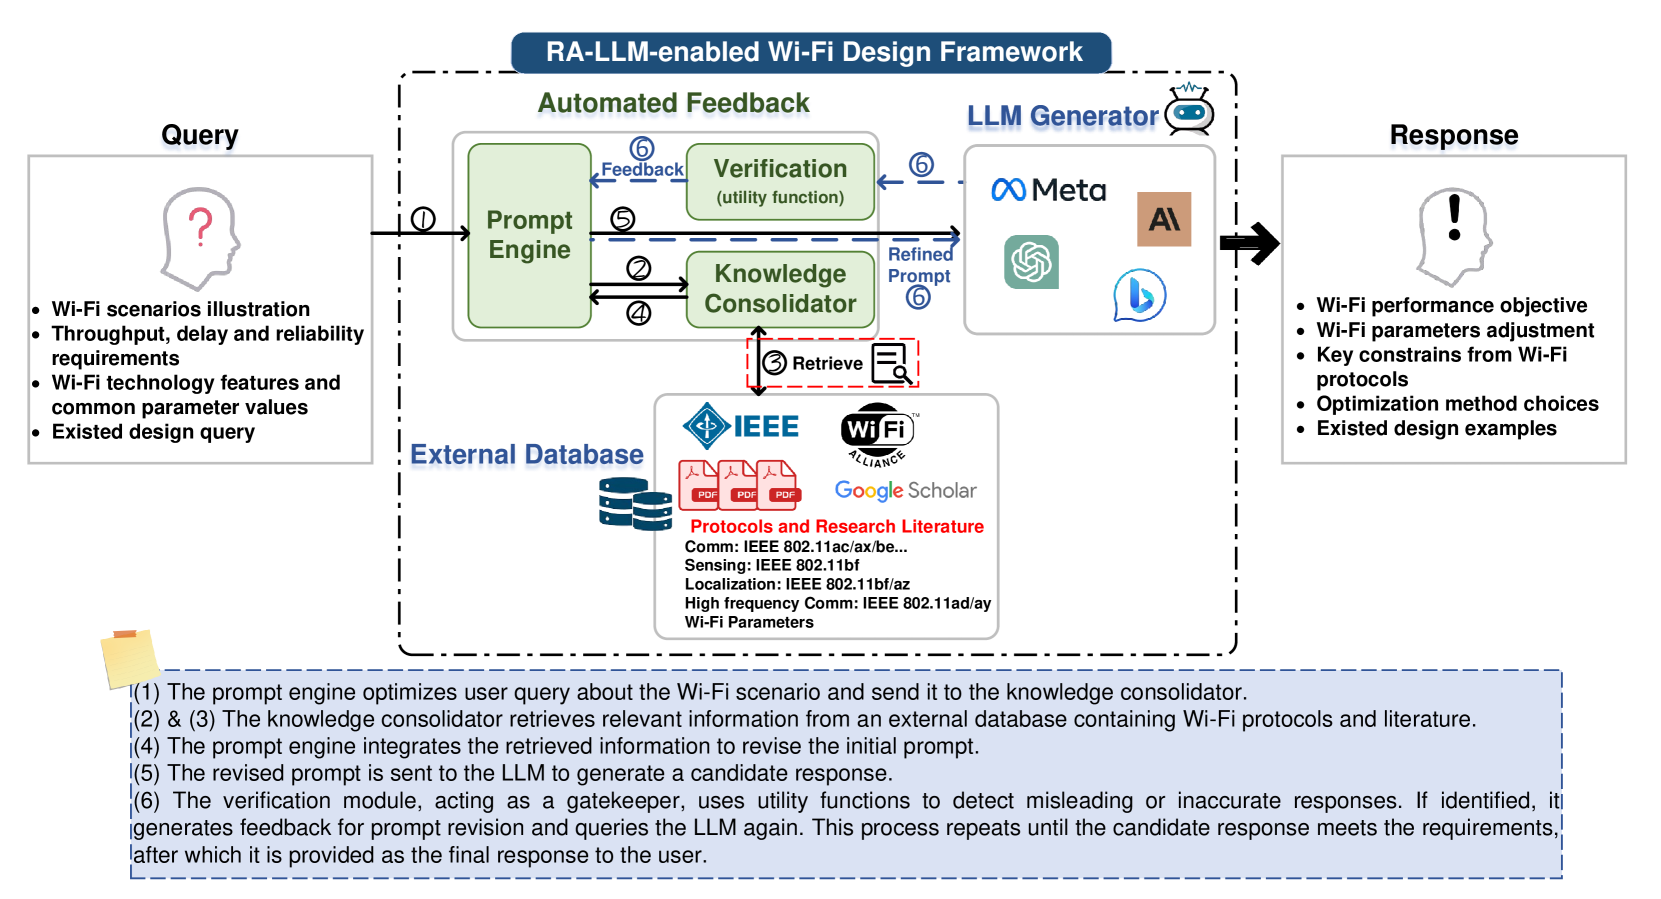 RA-LLM-enabled Wi-Fi Design Framework
Query
?
Wi-Fi scenarios illustration
Throughput, delay and reliability
requirements
Wi-Fi technology features and
common parameter values
Existed design query
①
Automated Feedback
Prompt
Engine
⑥
Feedback
Verification
(utility function)
⑥
⑤
②
④
Knowledge
Consolidator
Refined
Prompt
⑥
LLM Generator
Meta
A\
b
③ Retrieve
External Database
IEEE
Wi Fi™
ALLIANCE
PDF PDF PDF
Google Scholar
Protocols and Research Literature
Comm: IEEE 802.11ac/ax/be...
Sensing: IEEE 802.11bf
Localization: IEEE 802.11bf/az
High frequency Comm: IEEE 802.11ad/ay
Wi-Fi Parameters
Response
!
Wi-Fi performance objective
Wi-Fi parameters adjustment
Key constrains from Wi-Fi
protocols
Optimization method choices
Existed design examples
(1) The prompt engine optimizes user query about the Wi-Fi scenario and send it to the knowledge consolidator.
(2) & (3) The knowledge consolidator retrieves relevant information from an external database containing Wi-Fi protocols and literature.
(4) The prompt engine integrates the retrieved information to revise the initial prompt.
(5) The revised prompt is sent to the LLM to generate a candidate response.
(6) The verification module, acting as a gatekeeper, uses utility functions to detect misleading or inaccurate responses. If identified, it
generates feedback for prompt revision and queries the LLM again. This process repeats until the candidate response meets the requirements,
after which it is provided as the final response to the user.